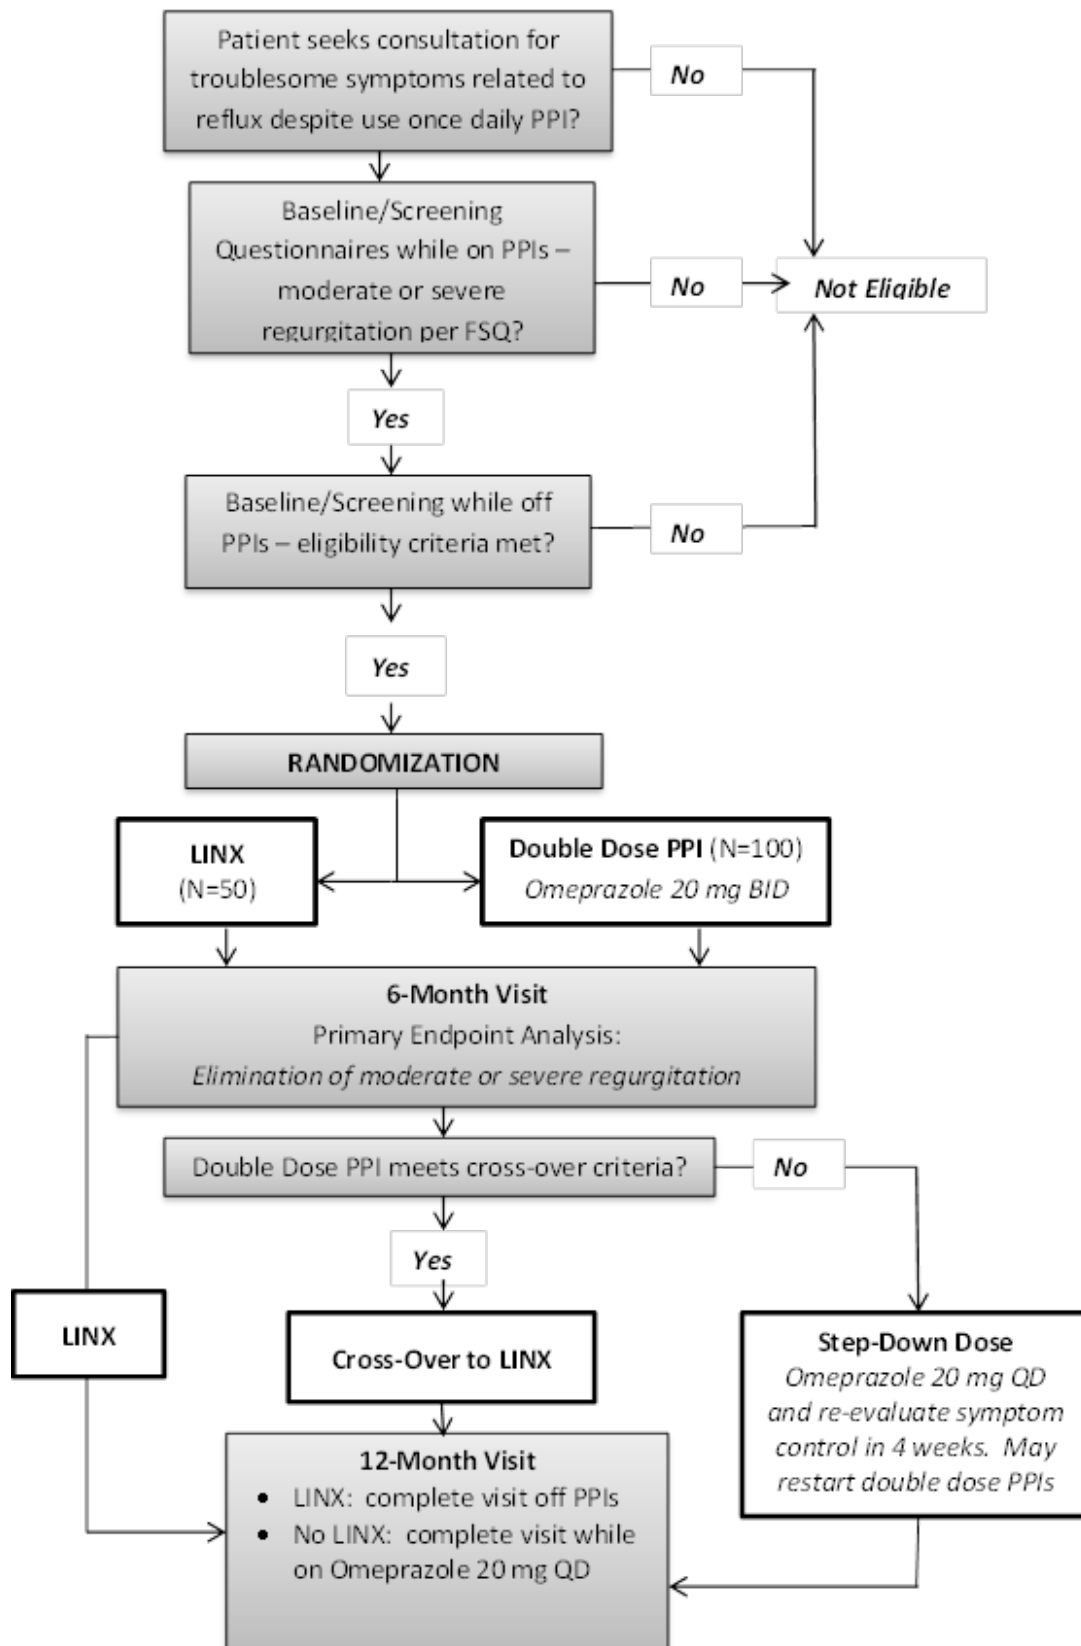 Patient seeks consultation for
troublesome symptoms related to
reflux despite use once daily PPI?
No
Baseline/Screening
Questionnaires while on PPIs –
moderate or severe
regurgitation per FSQ?
No
Not Eligible
Yes
Baseline/Screening while off
PPIs – eligibility criteria met?
No
Yes
RANDOMIZATION
LINX
(N=50)
Double Dose PPI (N=100)
Omeprazole 20 mg BID
6-Month Visit
Primary Endpoint Analysis:
Elimination of moderate or severe regurgitation
Double Dose PPI meets cross-over criteria?
No
Yes
LINX
Cross-Over to LINX
Step-Down Dose
Omeprazole 20 mg QD
and re-evaluate symptom
control in 4 weeks. May
restart double dose PPIs
12-Month Visit
• LINX: complete visit off PPIs
• No LINX: complete visit while
on Omeprazole 20 mg QD